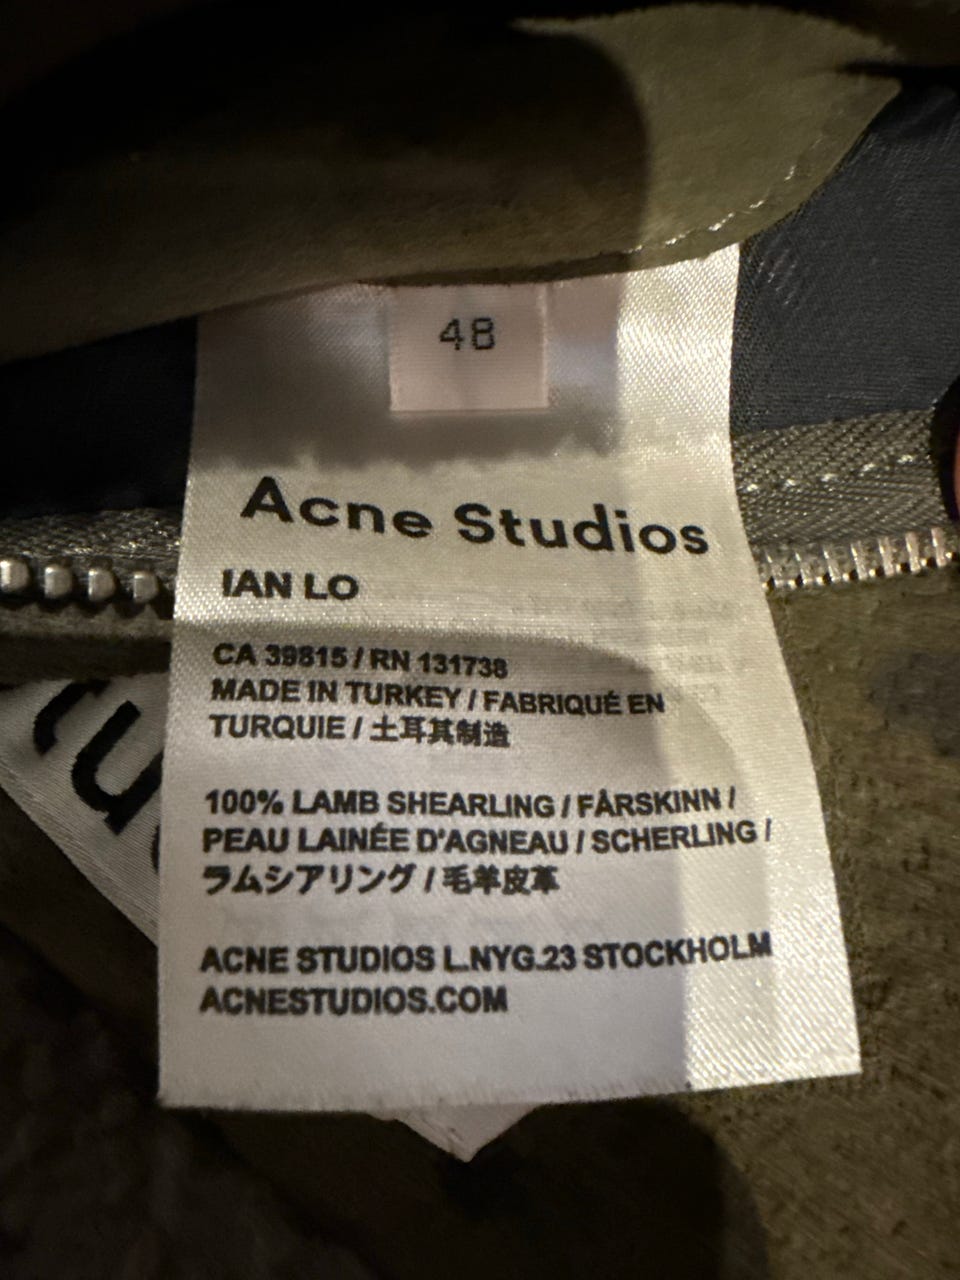 48
Acne Studios
IAN LO
CA 39815 / RN 131738
MADE IN TURKEY / FABRIQUÉ EN
TURQUIE / 土耳其制造
100% LAMB SHEARLING / FÅRSKINN /
PEAU LAINÉE D'AGNEAU / SCHERLING /
ラムシアリング / 毛羊皮革
ACNE STUDIOS L.NYG.23 STOCKHOLM
ACNESTUDIOS.COM